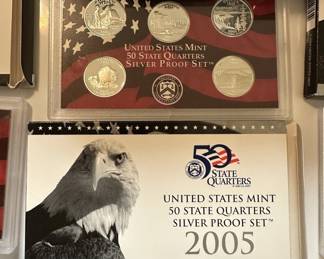 UNITED STATES MINT
50 STATE QUARTERS
SILVER PROOF SET™
50
STATE
QUARTERS
UNITED STATES MINT
50 STATE QUARTERS
SILVER PROOF SET™
2005